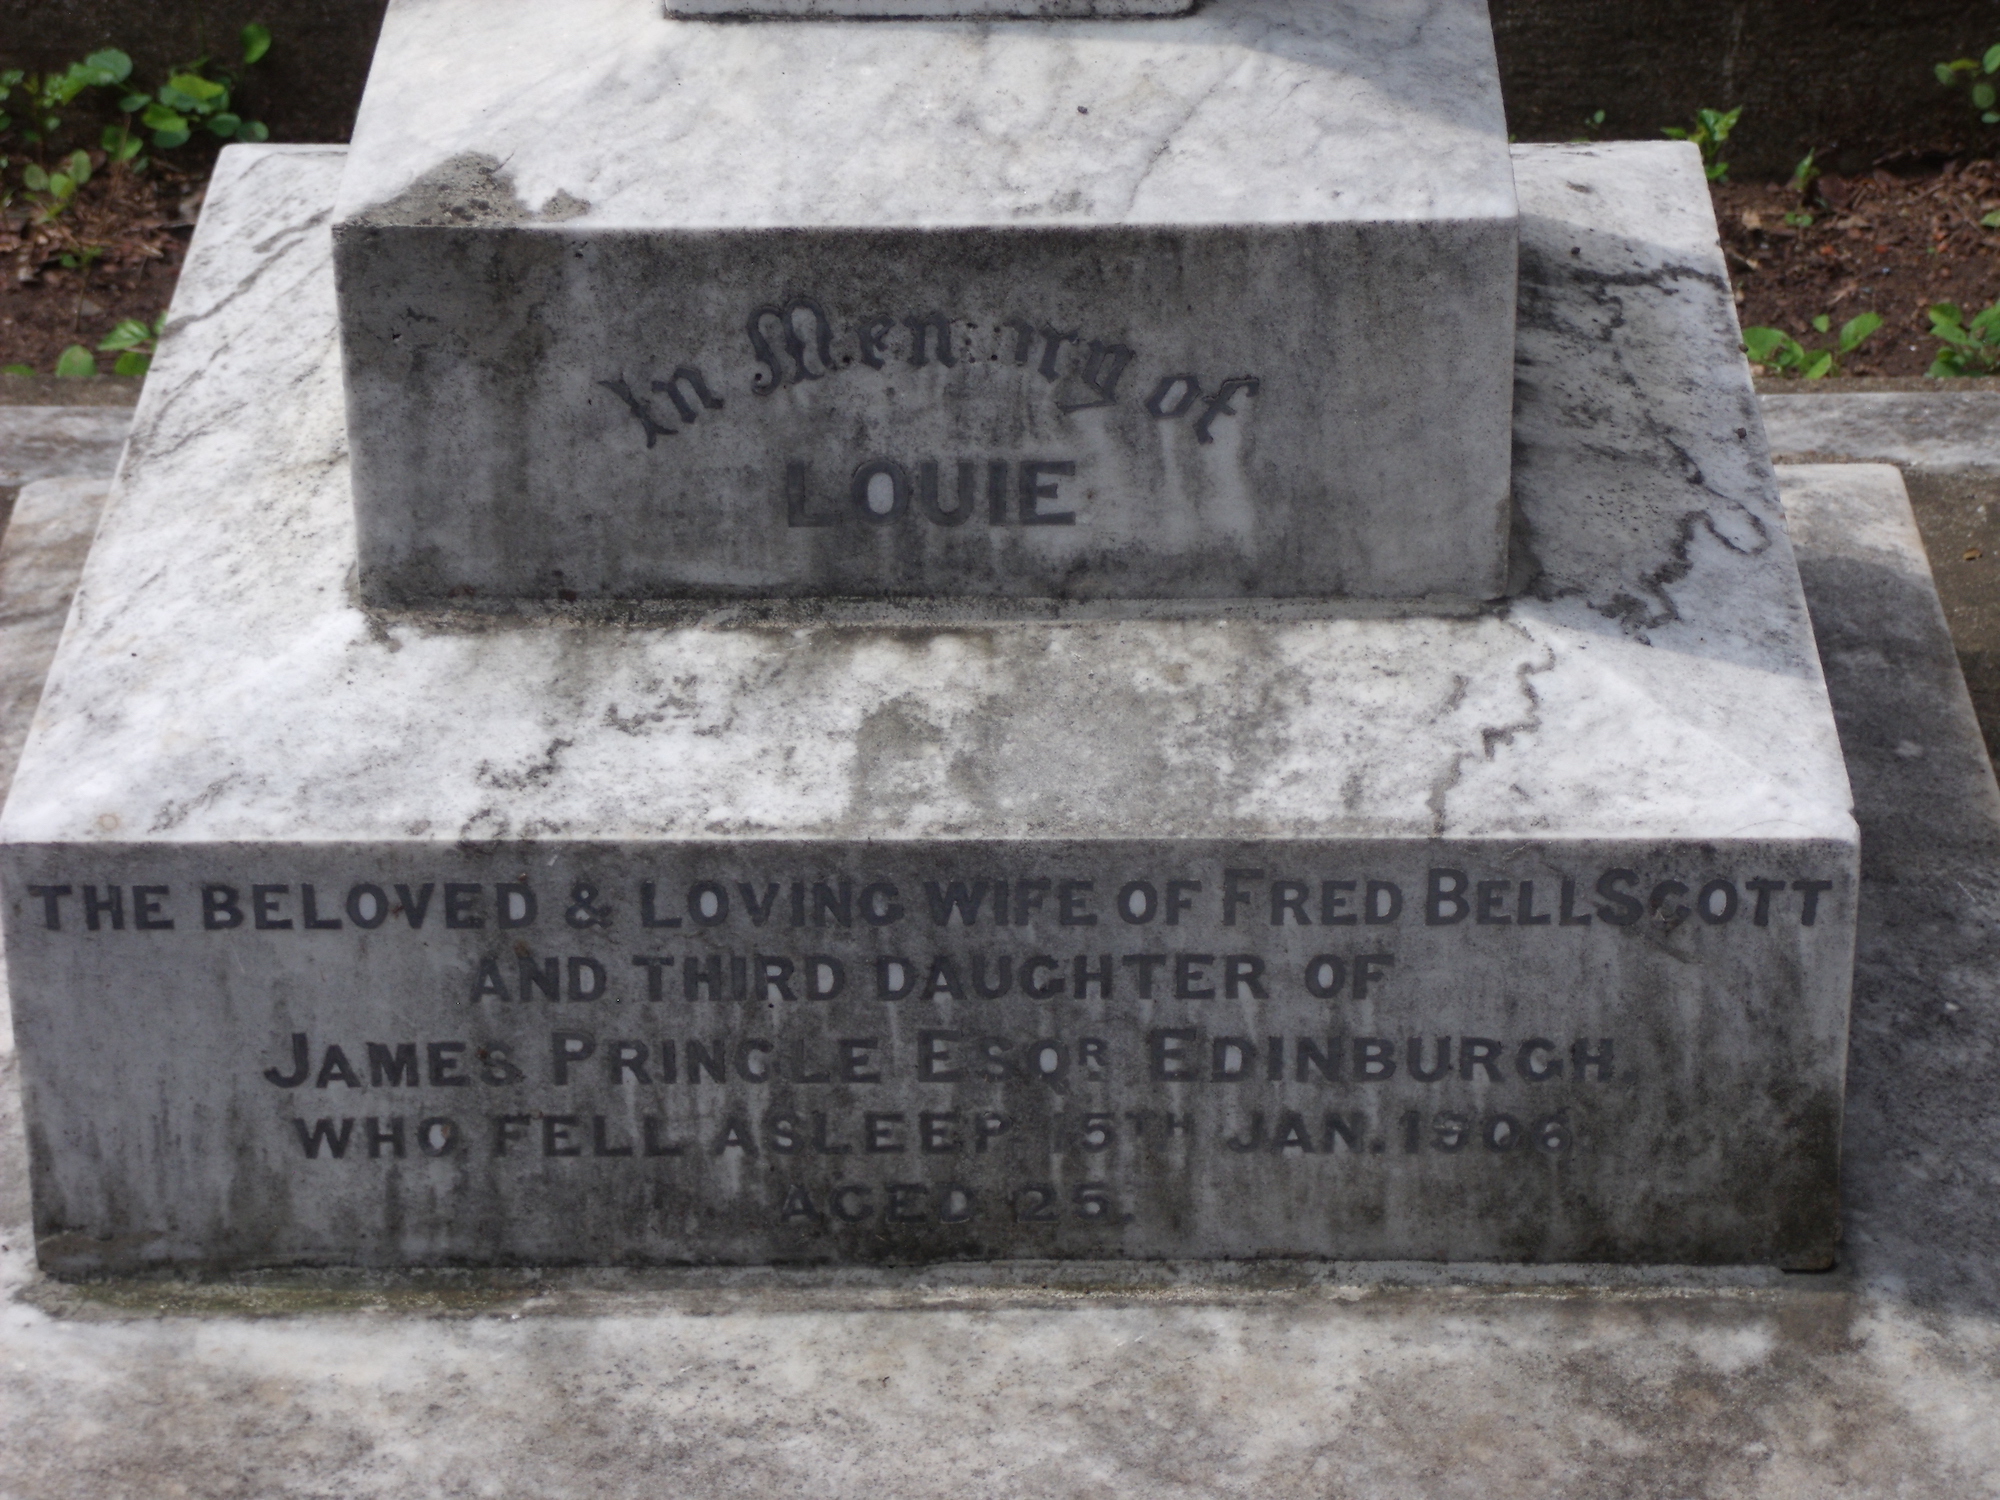 In Memory of
LOUIE
THE BELOVED & LOVING WIFE OF FRED BELL SCOTT
AND THIRD DAUGHTER OF
JAMES PRINGLE ESQR EDINBURGH.
WHO FELL ASLEEP 15TH JAN. 1906.
AGED 25.